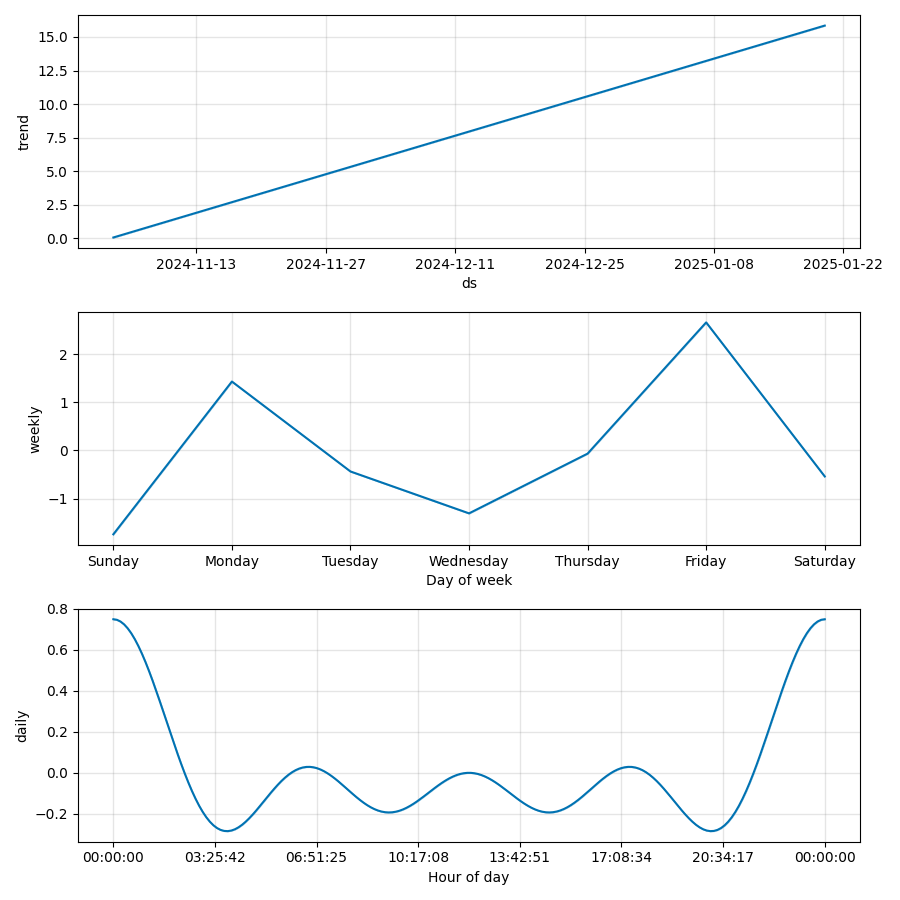 trend
15.0
12.5
10.0
7.5
5.0
2.5
0.0
2024-11-13 2024-11-27 2024-12-11 2024-12-25 2025-01-08 2025-01-22
ds
weekly
2
1
0
−1
Sunday Monday Tuesday Wednesday Thursday Friday Saturday
Day of week
daily
0.8
0.6
0.4
0.2
0.0
−0.2
00:00:00 03:25:42 06:51:25 10:17:08 13:42:51 17:08:34 20:34:17 00:00:00
Hour of day